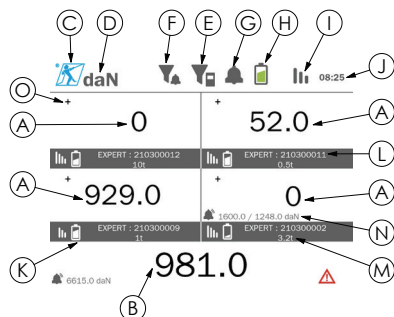 C D F E G H I J
daN 08:25
O + +
A 0 52.0 A
EXPERT : 210300012 EXPERT : 210300011 L
10t 0.5t
+ +
A 929.0 0 A
1600.0 / 1248.0 daN N
EXPERT : 210300009 EXPERT : 210300002
1t 3.2t
K 981.0 M
6615.0 daN
B